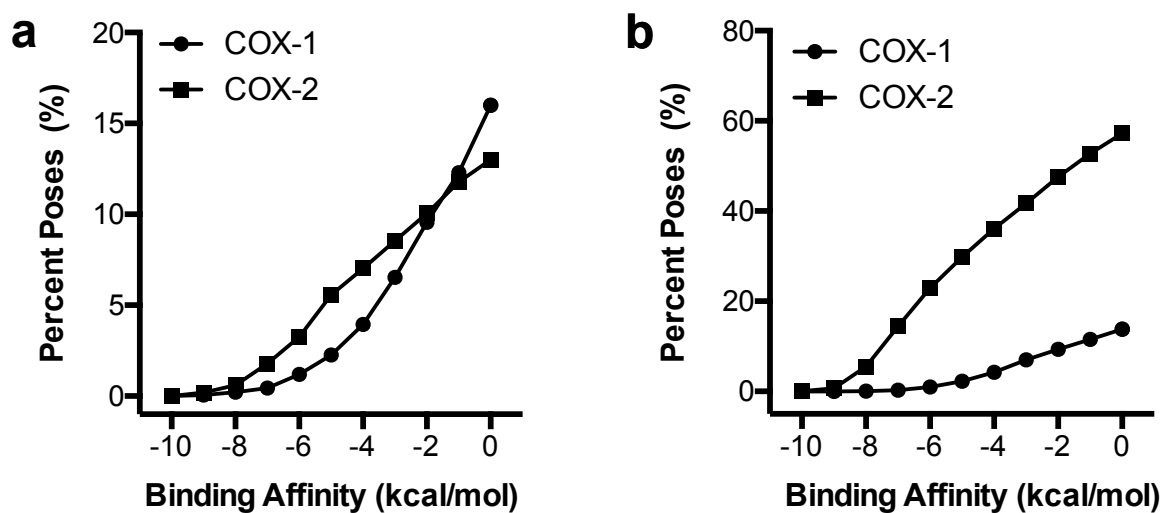 a
COX-1
COX-2
Percent Poses (%)
20
15
10
5
0
-10 -8 -6 -4 -2 0
Binding Affinity (kcal/mol)
b
COX-1
COX-2
Percent Poses (%)
80
60
40
20
0
-10 -8 -6 -4 -2 0
Binding Affinity (kcal/mol)